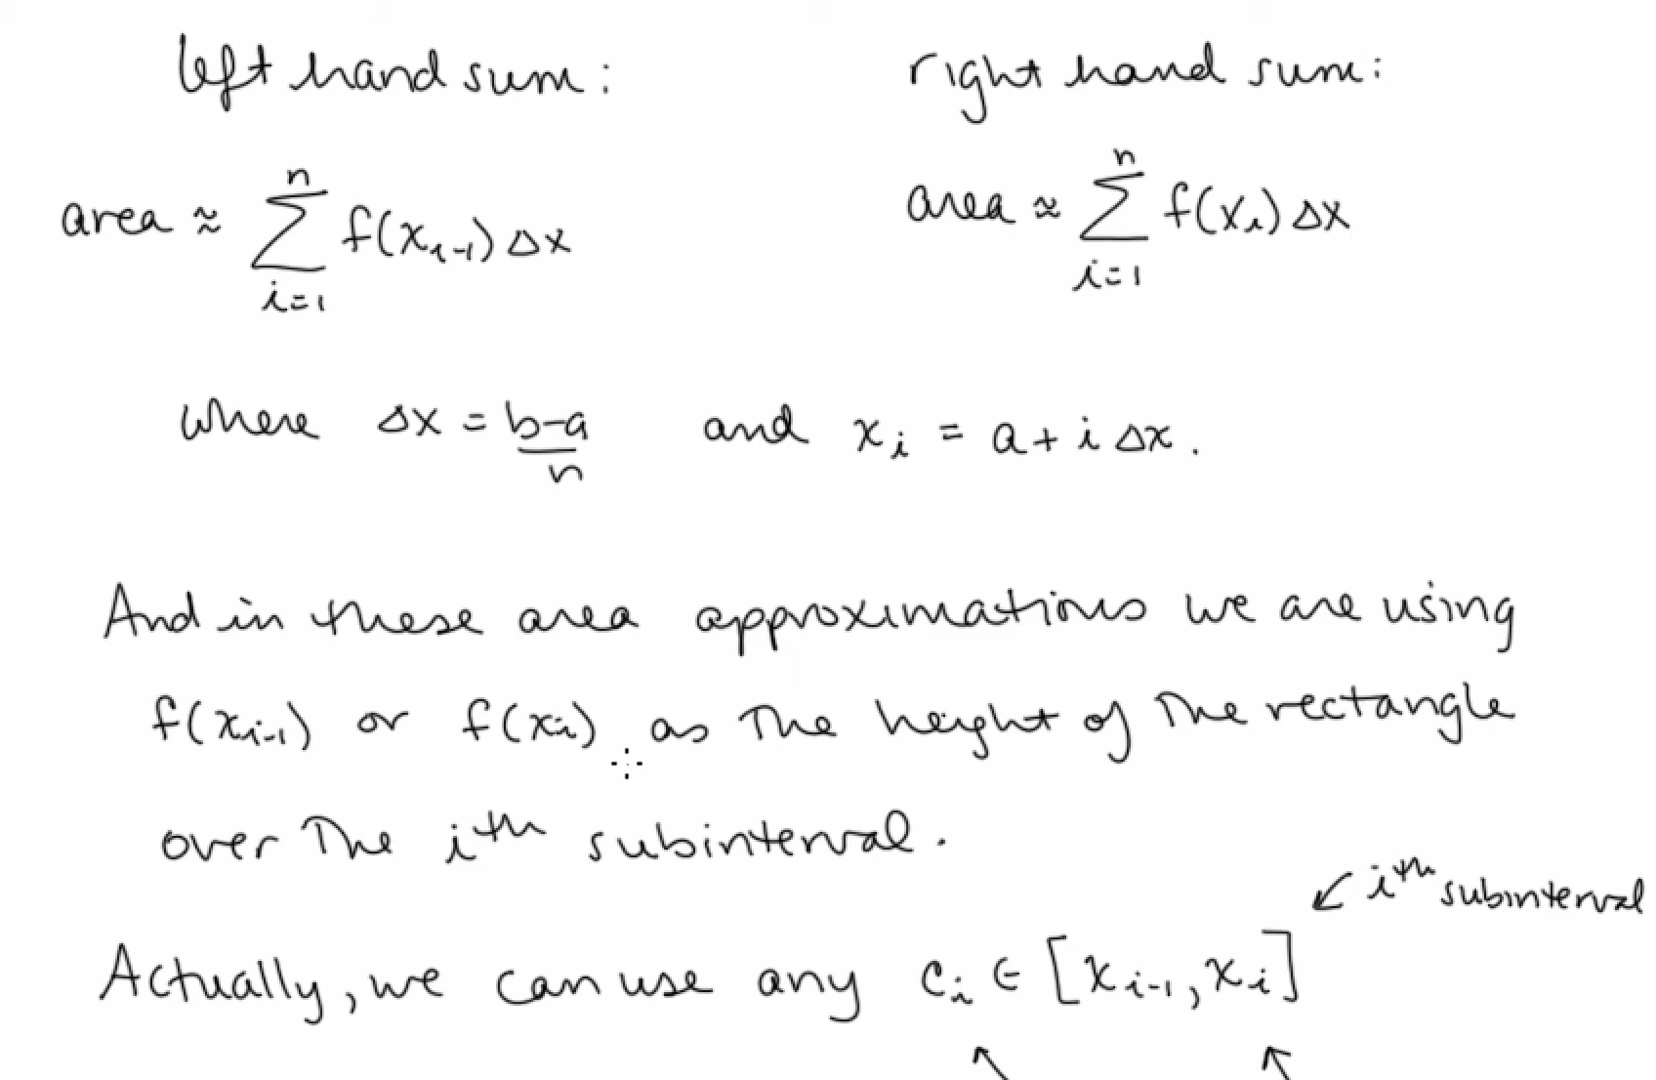 left hand sum:
right hand sum:
area ≈ ∑_{i=1}^{n} f(x_{i-1}) Δx
area ≈ ∑_{i=1}^{n} f(x_i) Δx
where Δx = \frac{b-a}{n} and x_i = a + i Δx.
And in these area approximations we are using
f(x_{i-1}) or f(x_i) as the height of the rectangle
over the i^{th} subinterval.
↙ i^{th} subinterval
Actually, we can use any c_i ∈ [x_{i-1}, x_i]